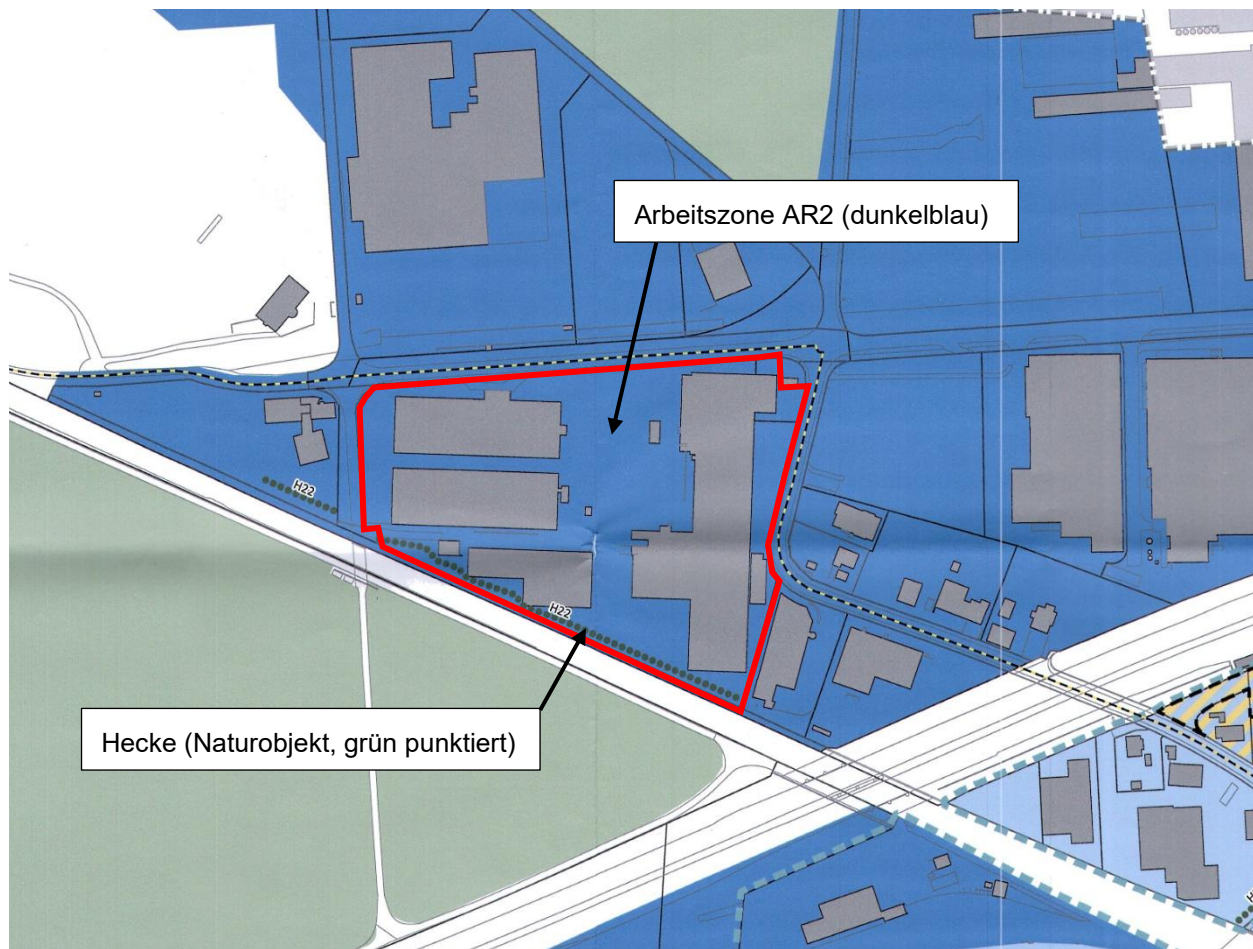 Arbeitszone AR2 (dunkelblau)
H22
H22
Hecke (Naturobjekt, grün punktiert)